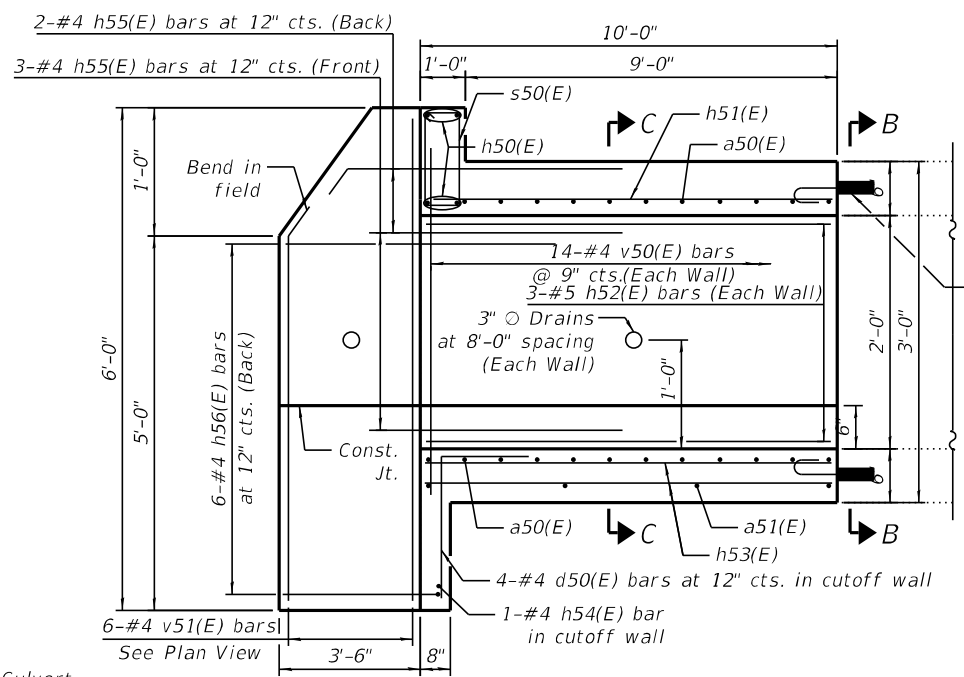 2-#4 h55(E) bars at 12" cts. (Back)
3-#4 h55(E) bars at 12" cts. (Front)
10'-0"
1'-0"
9'-0"
s50(E)
C
h51(E)
B
h50(E)
a50(E)
Bend in
field
1'-0"
14-#4 v50(E) bars
@ 9" cts.(Each Wall)
3-#5 h52(E) bars (Each Wall)
3" ∅ Drains
at 8'-0" spacing
(Each Wall)
6'-0"
5'-0"
6-#4 h56(E) bars
at 12" cts. (Back)
1'-0"
2'-0"
3'-0"
6"
Const.
Jt.
a50(E)
C
a51(E)
B
h53(E)
4-#4 d50(E) bars at 12" cts. in cutoff wall
1-#4 h54(E) bar
in cutoff wall
6-#4 v51(E) bars
See Plan View
3'-6"
8"